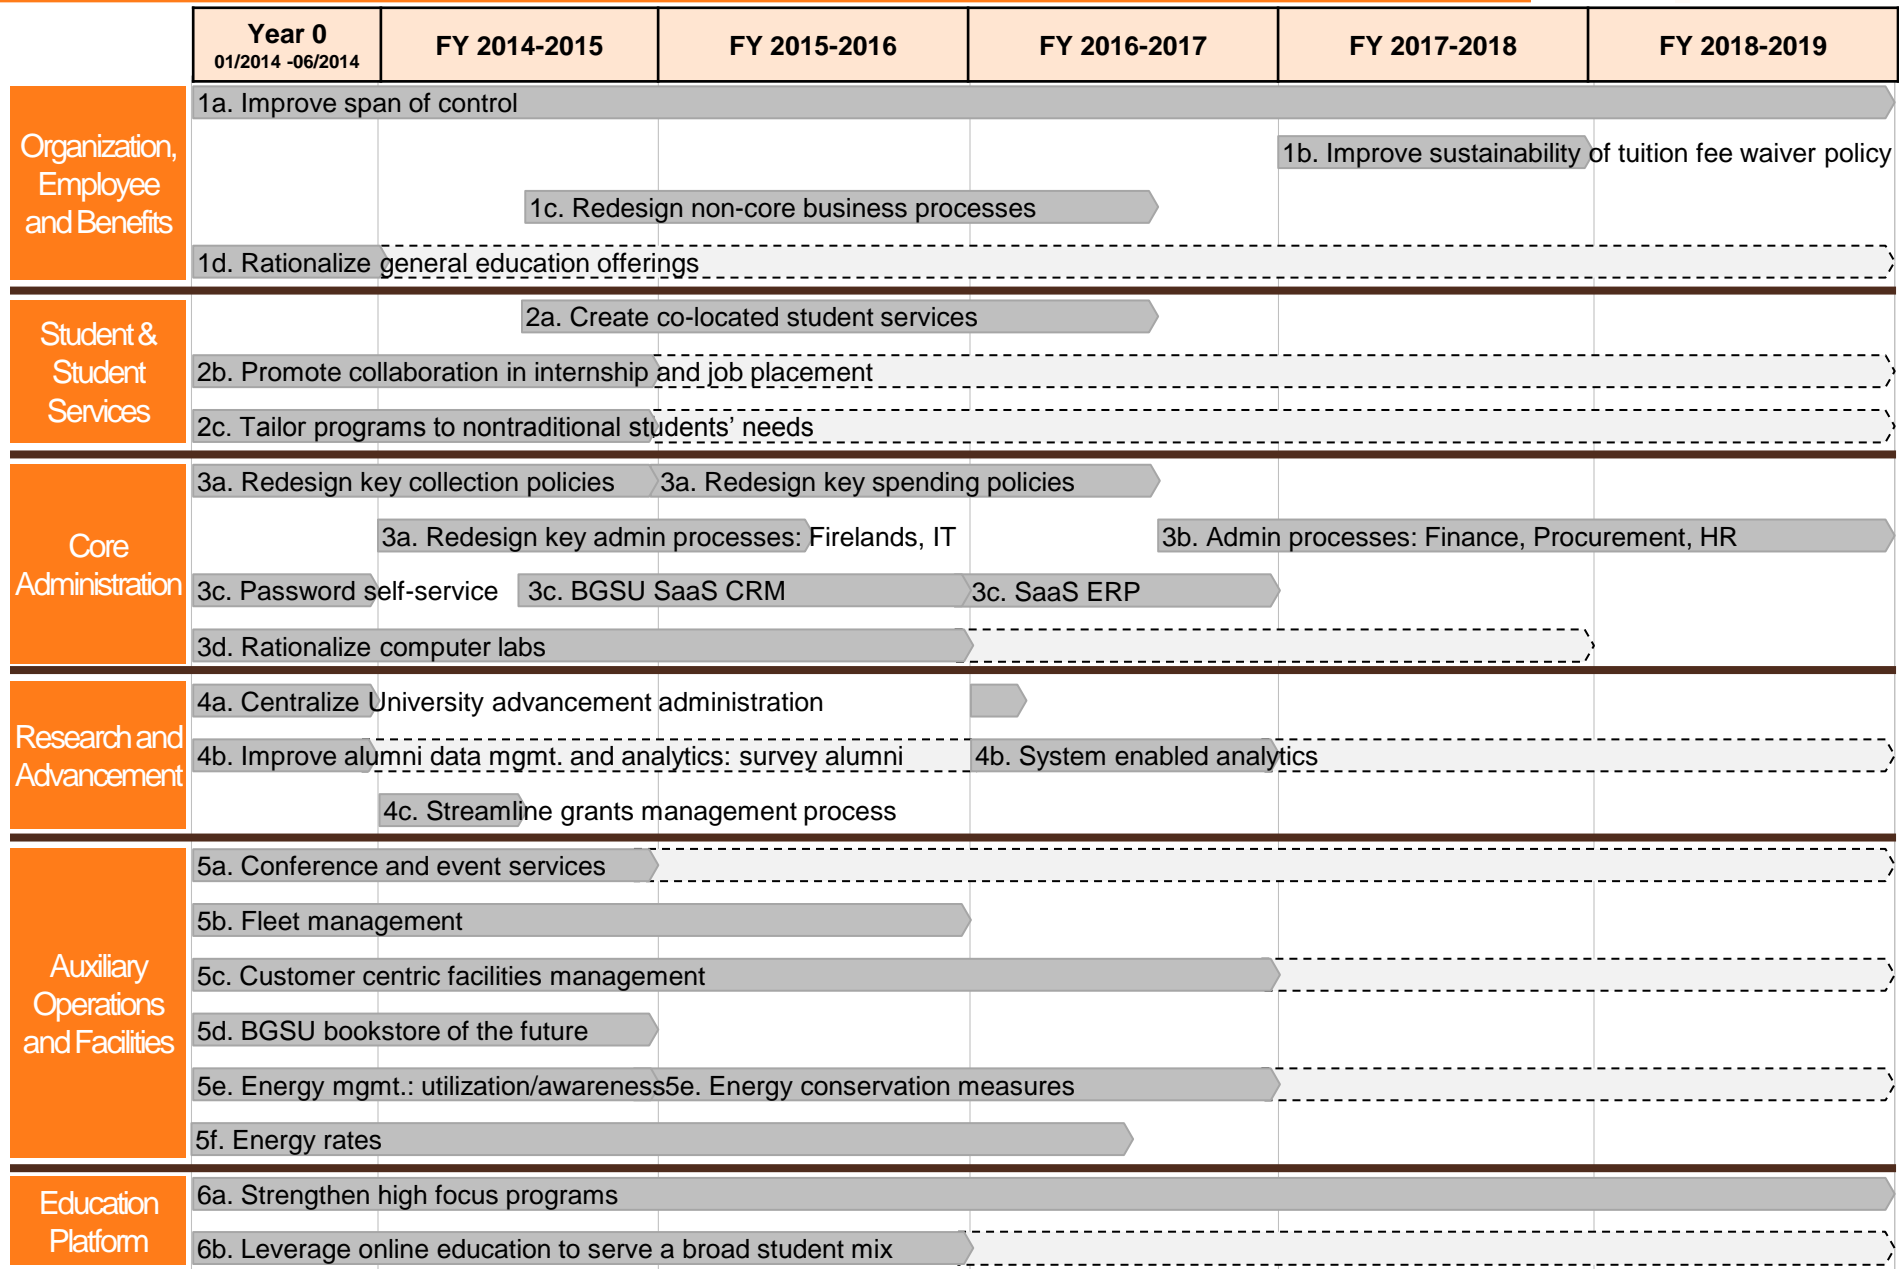 Year 0
01/2014 -06/2014
FY 2014-2015
FY 2015-2016
FY 2016-2017
FY 2017-2018
FY 2018-2019
Organization,
Employee
and Benefits
1a. Improve span of control
1b. Improve sustainability of tuition fee waiver policy
1c. Redesign non-core business processes
1d. Rationalize general education offerings
Student &
Student
Services
2a. Create co-located student services
2b. Promote collaboration in internship and job placement
2c. Tailor programs to nontraditional students’ needs
Core
Administration
3a. Redesign key collection policies
3a. Redesign key spending policies
3a. Redesign key admin processes: Firelands, IT
3b. Admin processes: Finance, Procurement, HR
3c. Password self-service
3c. BGSU SaaS CRM
3c. SaaS ERP
3d. Rationalize computer labs
Research and
Advancement
4a. Centralize University advancement administration
4b. Improve alumni data mgmt. and analytics: survey alumni
4b. System enabled analytics
4c. Streamline grants management process
Auxiliary
Operations
and Facilities
5a. Conference and event services
5b. Fleet management
5c. Customer centric facilities management
5d. BGSU bookstore of the future
5e. Energy mgmt.: utilization/awareness
5e. Energy conservation measures
5f. Energy rates
Education
Platform
6a. Strengthen high focus programs
6b. Leverage online education to serve a broad student mix